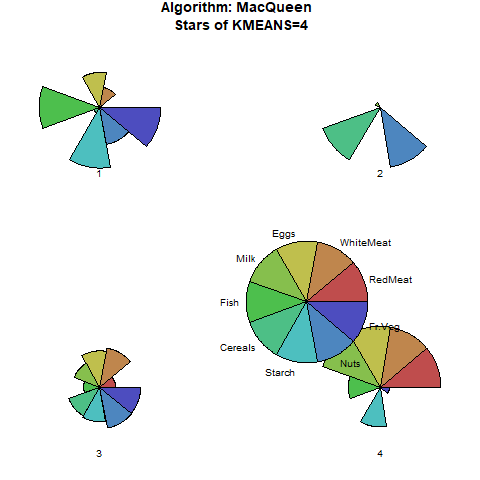 Algorithm: MacQueen
Stars of KMEANS=4
1
2
Eggs
WhiteMeat
Milk
RedMeat
Fish
Fr.Veg
Cereals
Nuts
Starch
3
4